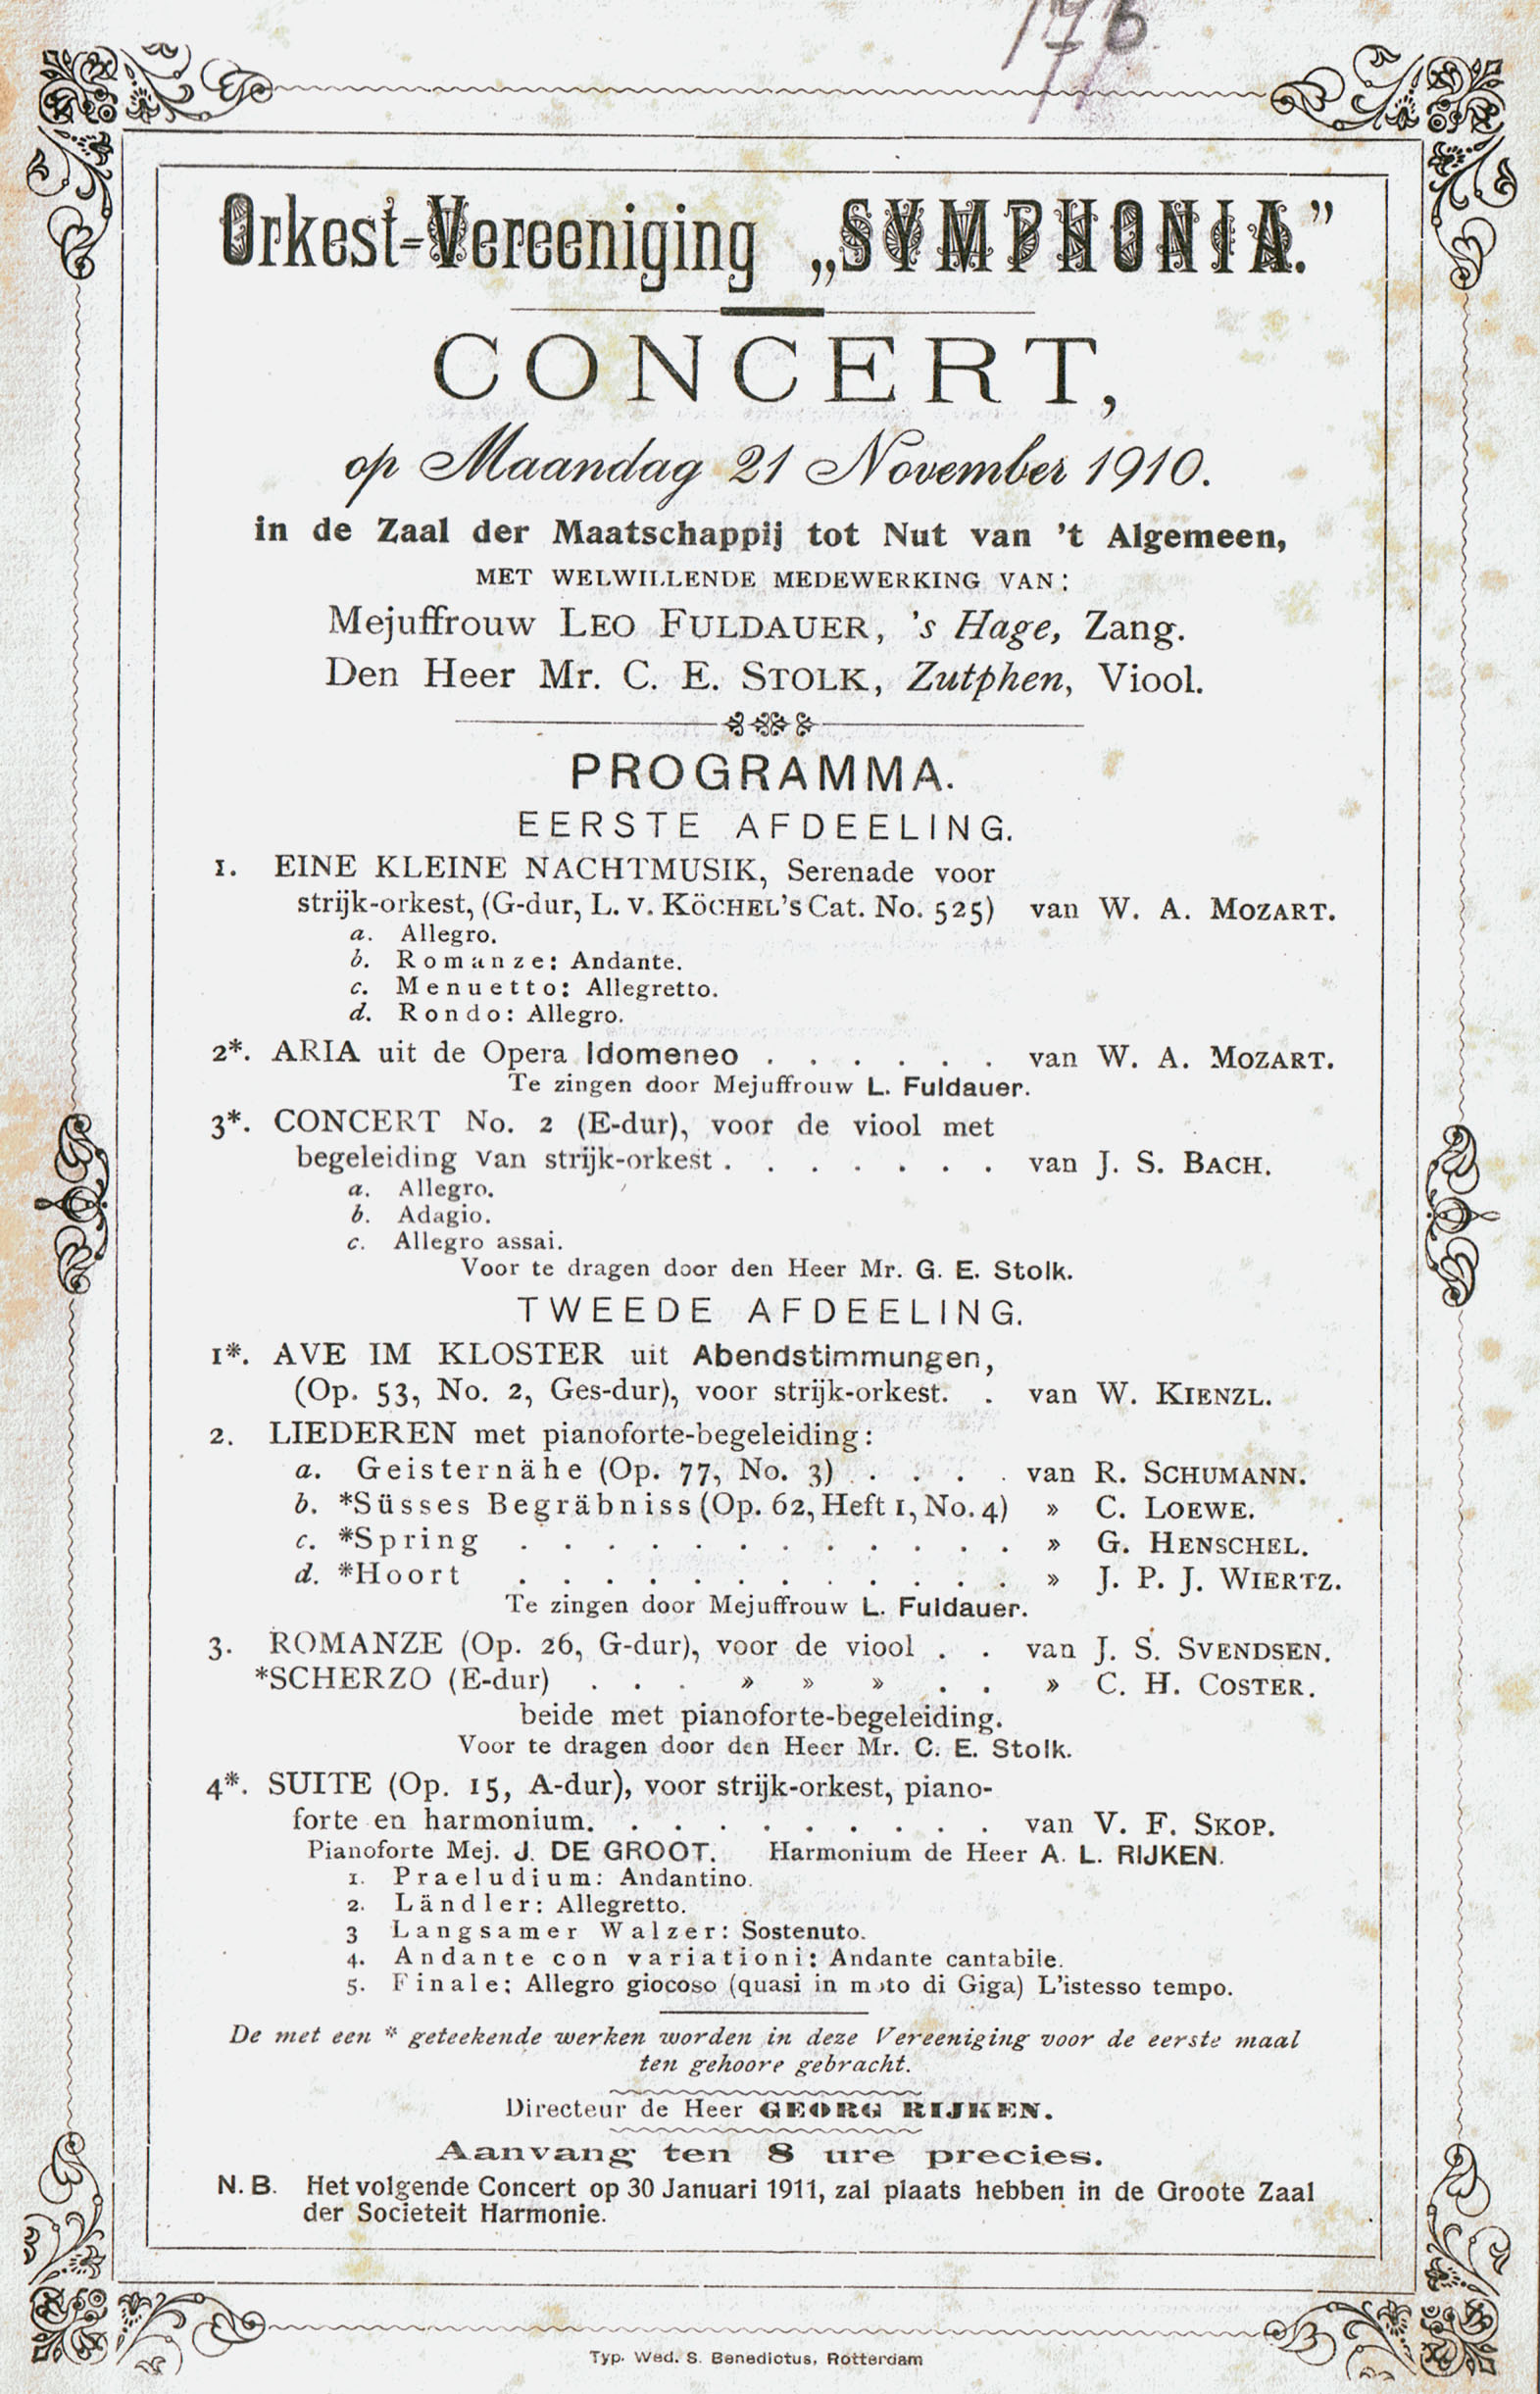 176
Orkest-Vereeniging „SYMPHONIA.”
CONCERT,
op Maandag 21 November 1910.
in de Zaal der Maatschappij tot Nut van 't Algemeen,
MET WELWILLENDE MEDEWERKING VAN:
Mejuffrouw LEO FULDAUER, 's Hage, Zang.
Den Heer Mr. C. E. STOLK, Zutphen, Viool.
PROGRAMMA.
EERSTE AFDEELING.
1. EINE KLEINE NACHTMUSIK, Serenade voor
strijk-orkest, (G-dur, L. v. KÖCHEL'S Cat. No. 525) van W. A. MOZART.
a. Allegro.
b. Romanze: Andante.
c. Menuetto: Allegretto.
d. Rondo: Allegro.
2*. ARIA uit de Opera Idomeneo . . . . . . van W. A. MOZART.
Te zingen door Mejuffrouw L. Fuldauer.
3*. CONCERT No. 2 (E-dur), voor de viool met
begeleiding van strijk-orkest . . . . . . . van J. S. BACH.
a. Allegro.
b. Adagio.
c. Allegro assai.
Voor te dragen door den Heer Mr. G. E. Stolk.
TWEEDE AFDEELING.
1*. AVE IM KLOSTER uit Abendstimmungen,
(Op. 53, No. 2, Ges-dur), voor strijk-orkest. . van W. KIENZL.
2. LIEDEREN met pianoforte-begeleiding:
a. Geisternähe (Op. 77, No. 3) . . . . van R. SCHUMANN.
b. *Süsses Begräbniss (Op. 62, Heft 1, No. 4) » C. LOEWE.
c. *Spring . . . . . . . . . . . . » G. HENSCHEL.
d. *Hoort . . . . . . . . . . . . » J. P. J. WIERTZ.
Te zingen door Mejuffrouw L. Fuldauer.
3. ROMANZE (Op. 26, G-dur), voor de viool . . van J. S. SVENDSEN.
*SCHERZO (E-dur) . . . » » » . . » C. H. COSTER.
beide met pianoforte-begeleiding.
Voor te dragen door den Heer Mr. C. E. Stolk.
4*. SUITE (Op. 15, A-dur), voor strijk-orkest, piano-
forte en harmonium. . . . . . . . . . van V. F. SKOP.
Pianoforte Mej. J. DE GROOT. Harmonium de Heer A. L. RIJKEN.
1. Praeludium: Andantino.
2. Ländler: Allegretto.
3 Langsamer Walzer: Sostenuto.
4. Andante con variationi: Andante cantabile.
5. Finale: Allegro giocoso (quasi in moto di Giga) L'istesso tempo.
De met een * geteekende werken worden in deze Vereeniging voor de eerste maal
ten gehoore gebracht.
Directeur de Heer GEORG RIJKEN.
Aanvang ten 8 ure precies.
N. B. Het volgende Concert op 30 Januari 1911, zal plaats hebben in de Groote Zaal
der Societeit Harmonie.
Typ. Wed. S. Benedictus, Rotterdam